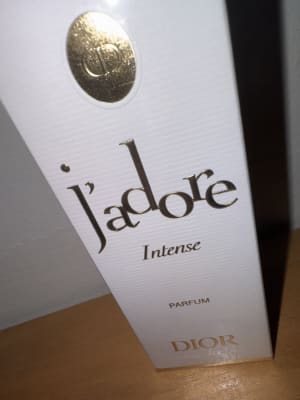 j'adore
Intense
PARFUM
DIOR